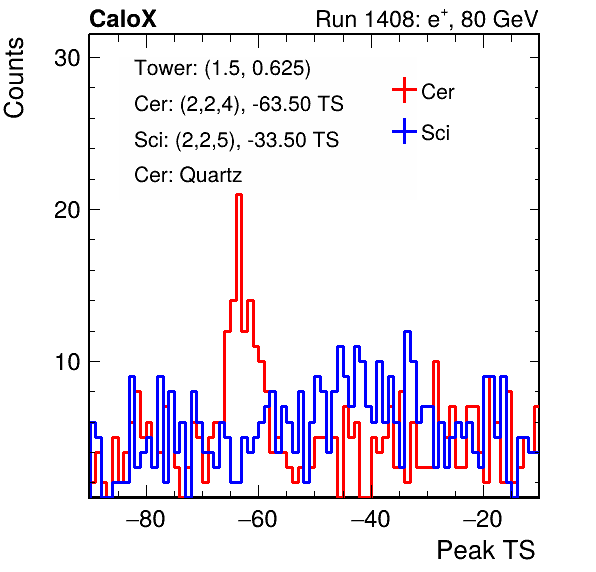 CaloX Run 1408: e⁺, 80 GeV
Counts
30
20
10
Tower: (1.5, 0.625)
Cer: (2,2,4), -63.50 TS
Sci: (2,2,5), -33.50 TS
Cer: Quartz
Cer
Sci
−80 −60 −40 −20
Peak TS